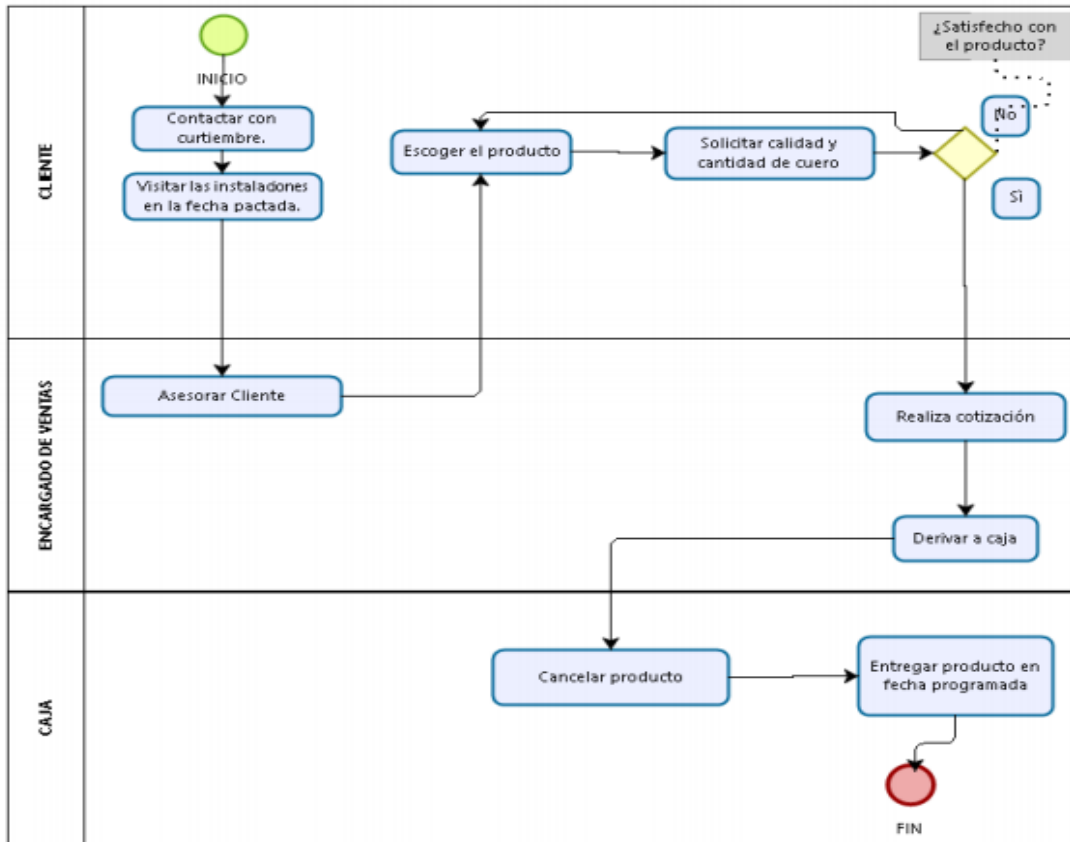 CLIENTE
INICIO
Contactar con
curtiembre.
Visitar las instaladones
en la fecha pactada.
Escoger el producto
Solicitar calidad y
cantidad de cuero
¿Satisfecho con
el producto?
No
Sì
ENCARGADO DE VENTAS
Asesorar Cliente
Realiza cotización
Derivar a caja
CAJA
Cancelar producto
Entregar producto en
fecha programada
FIN